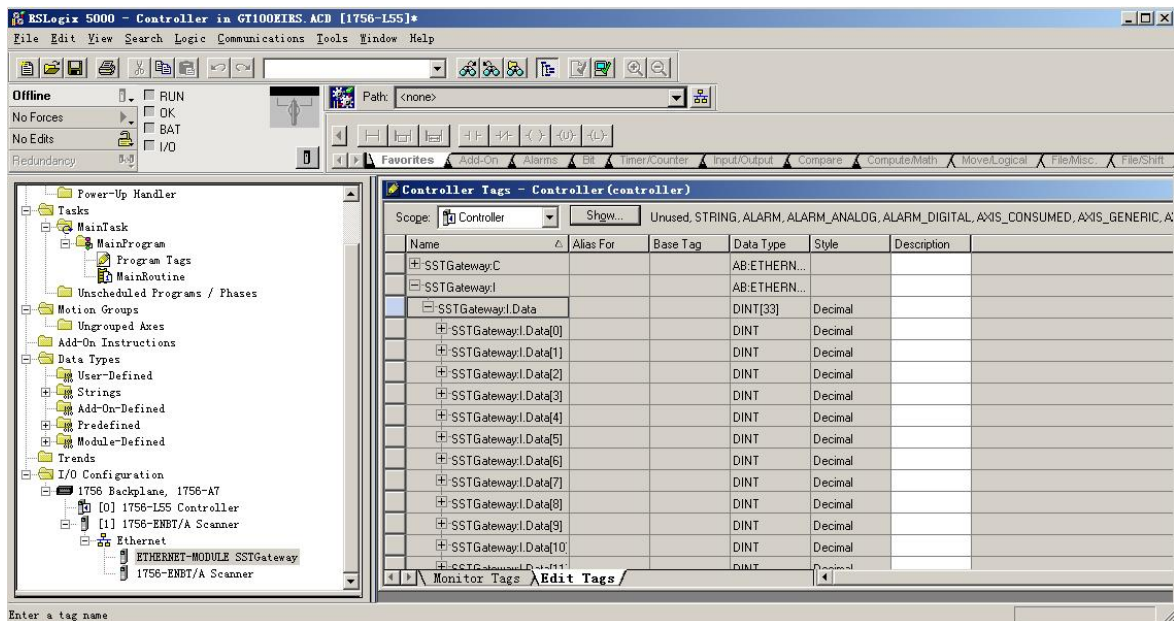 RSLogix 5000 - Controller in GT100EIRS.ACD [1756-L55]*
File Edit View Search Logic Communications Tools Window Help
Offline RUN
No Forces OK
No Edits BAT
Redundancy I/O
Path: <none>
Favorites Add-On Alarms Bit Timer/Counter Input/Output Compare Compute/Math Move/Logical File/Misc. File/Shift
Power-Up Handler
Tasks
MainTask
MainProgram
Program Tags
MainRoutine
Unscheduled Programs / Phases
Motion Groups
Ungrouped Axes
Add-On Instructions
Data Types
User-Defined
Strings
Add-On-Defined
Predefined
Module-Defined
Trends
I/O Configuration
1756 Backplane, 1756-A7
[0] 1756-L55 Controller
[1] 1756-ENBT/A Scanner
Ethernet
ETHERNET-MODULE SSTGateway
1756-ENBT/A Scanner
Controller Tags - Controller(controller)
Scope: Controller Show... Unused, STRING, ALARM, ALARM_ANALOG, ALARM_DIGITAL, AXIS_CONSUMED, AXIS_GENERIC,
Name Alias For Base Tag Data Type Style Description
SSTGateway:C AB:ETHERN...
SSTGateway:I AB:ETHERN...
SSTGateway:I.Data DINT[33] Decimal
SSTGateway:I.Data[0] DINT Decimal
SSTGateway:I.Data[1] DINT Decimal
SSTGateway:I.Data[2] DINT Decimal
SSTGateway:I.Data[3] DINT Decimal
SSTGateway:I.Data[4] DINT Decimal
SSTGateway:I.Data[5] DINT Decimal
SSTGateway:I.Data[6] DINT Decimal
SSTGateway:I.Data[7] DINT Decimal
SSTGateway:I.Data[8] DINT Decimal
SSTGateway:I.Data[9] DINT Decimal
SSTGateway:I.Data[10] DINT Decimal
SSTGateway:I.Data[11] DINT Decimal
Monitor Tags Edit Tags
Enter a tag name